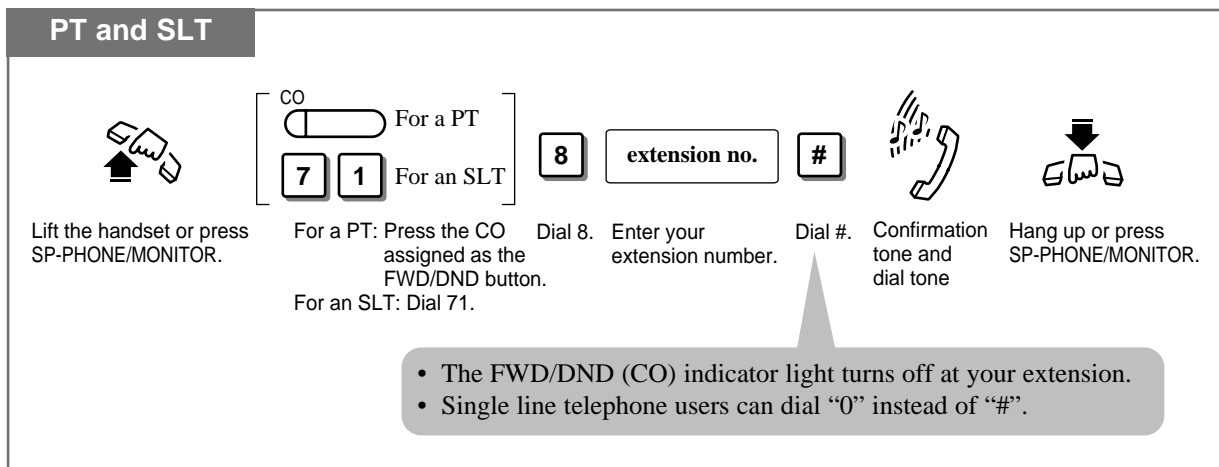 PT and SLT
CO
For a PT
7 1 For an SLT
8
extension no.
#
Lift the handset or press
SP-PHONE/MONITOR.
For a PT: Press the CO
assigned as the
FWD/DND button.
For an SLT: Dial 71.
Dial 8.
Enter your
extension number.
Dial #.
Confirmation
tone and
dial tone
Hang up or press
SP-PHONE/MONITOR.
• The FWD/DND (CO) indicator light turns off at your extension.
• Single line telephone users can dial “0” instead of “#”.